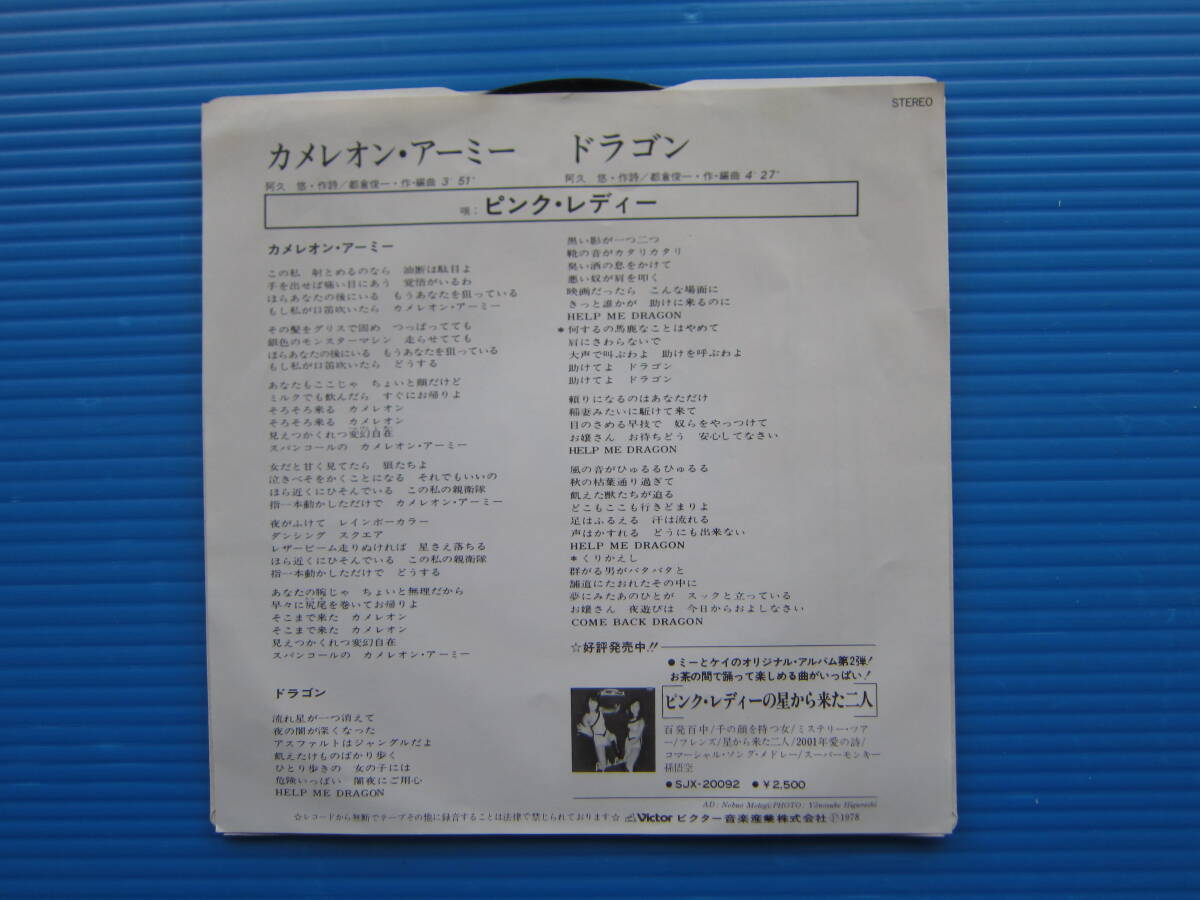 STEREO
カメレオン・アーミー　ドラゴン
阿久 悠・作詩/都倉俊一・作・編曲 3′51″　阿久 悠・作詩/都倉俊一・作・編曲 4′27″
唄:ピンク・レディー
カメレオン・アーミー
この私　射とめるのなら　油断は駄目よ
手を出せば痛い目にあう　覚悟がいるわ
ほらあなたの後にいる　もうあなたを狙っている
もし私が口笛吹いたら　カメレオン・アーミー
その髪をグリスで固め　つっぱってても
銀色のモンスターマシン　走らせてても
ほらあなたの後にいる　もうあなたを狙っている
もし私が口笛吹いたら　どうする
あなたもここじゃ　ちょいと顔だけど
ミルクでも飲んだら　すぐにお帰りよ
そろそろ来る　カメレオン
そろそろ来る　カメレオン
見えつかくれつ変幻自在
スパンコールの　カメレオン・アーミー
女だと甘く見てたら　狼たちよ
泣きべそをかくことになる　それでもいいの
ほら近くにひそんでいる　この私の親衛隊
指一本動かしただけで　カメレオン・アーミー
夜がふけて　レインボーカラー
ダンシング　スクエア
レザービーム走りぬければ　星さえ落ちる
ほら近くにひそんでいる　この私の親衛隊
指一本動かしただけで　どうする
あなたの腕じゃ　ちょいと無理だから
早々に尻尾を巻いてお帰りよ
そこまで来た　カメレオン
そこまで来た　カメレオン
見えつかくれつ変幻自在
スパンコールの　カメレオン・アーミー
ドラゴン
流れ星が一つ消えて
夜の闇が深くなった
アスファルトはジャングルだよ
飢えたけものばかり歩く
ひとり歩きの　女の子には
危険いっぱい　闇夜にご用心
HELP ME DRAGON
黒い影が一つ二つ
靴の音がカタリカタリ
臭い酒の息をかけて
悪い奴が肩を叩く
映画だったら　こんな場面に
きっと誰かが　助けに来るのに
HELP ME DRAGON
*何するの馬鹿なことはやめて
肩にさわらないで
大声で叫ぶわよ　助けを呼ぶわよ
助けてよ　ドラゴン
助けてよ　ドラゴン
頼りになるのはあなただけ
稲妻みたいに駈けて来て
目のさめる早技で　奴らをやっつけて
お嬢さん　お待ちどう　安心してなさい
HELP ME DRAGON
風の音がひゅるるひゅるる
秋の枯葉通り過ぎて
飢えた獣たちが迫る
どこもここも行きどまりよ
足はふるえる　汗は流れる
声はかすれる　どうにも出来ない
HELP ME DRAGON
*くりかえし
群がる男がバタバタと
舗道にたおれたその中に
夢にみたあのひとが　スックと立っている
お嬢さん　夜遊びは　今日からおよしなさい
COME BACK DRAGON
☆好評発売中!!
●ミーとケイのオリジナル・アルバム第2弾!
お茶の間で踊って楽しめる曲がいっぱい!
ピンク・レディーの星から来た二人
百発百中/千の顔を持つ女/ミステリー・ツア
ー/フレンズ/星から来た二人/2001年愛の詩/
コマーシャル・ソング・メドレー/スーパーモンキー
孫悟空
●SJX-20092　●¥2,500
AD:Nobuo Motegi/PHOTO:Yōnosuke Higurashi
☆レコードから無断でテープその他に録音することは法律で禁じられております☆　Victor ビクター音楽産業株式会社Ⓟ1978